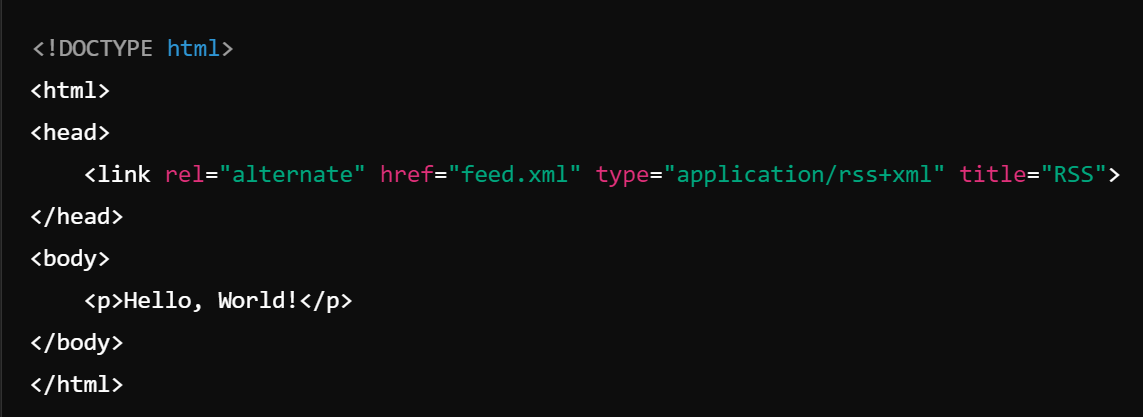 <!DOCTYPE html>
<html>
<head>
    <link rel="alternate" href="feed.xml" type="application/rss+xml" title="RSS">
</head>
<body>
    <p>Hello, World!</p>
</body>
</html>